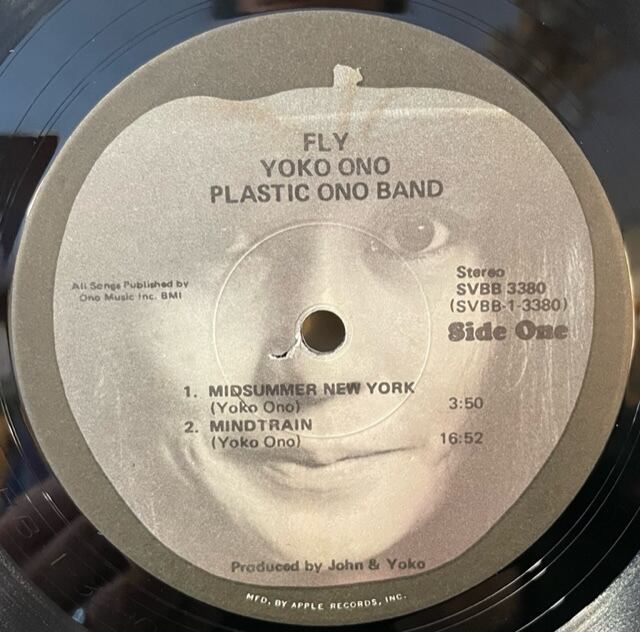 FLY
YOKO ONO
PLASTIC ONO BAND
All Songs Published by
Ono Music Inc. BMI
Stereo
SVBB 3380
(SVBB-1-3380)
Side One
1. MIDSUMMER NEW YORK 3:50
(Yoko Ono)
2. MINDTRAIN 16:52
(Yoko Ono)
Produced by John & Yoko
MFD. BY APPLE RECORDS, INC.